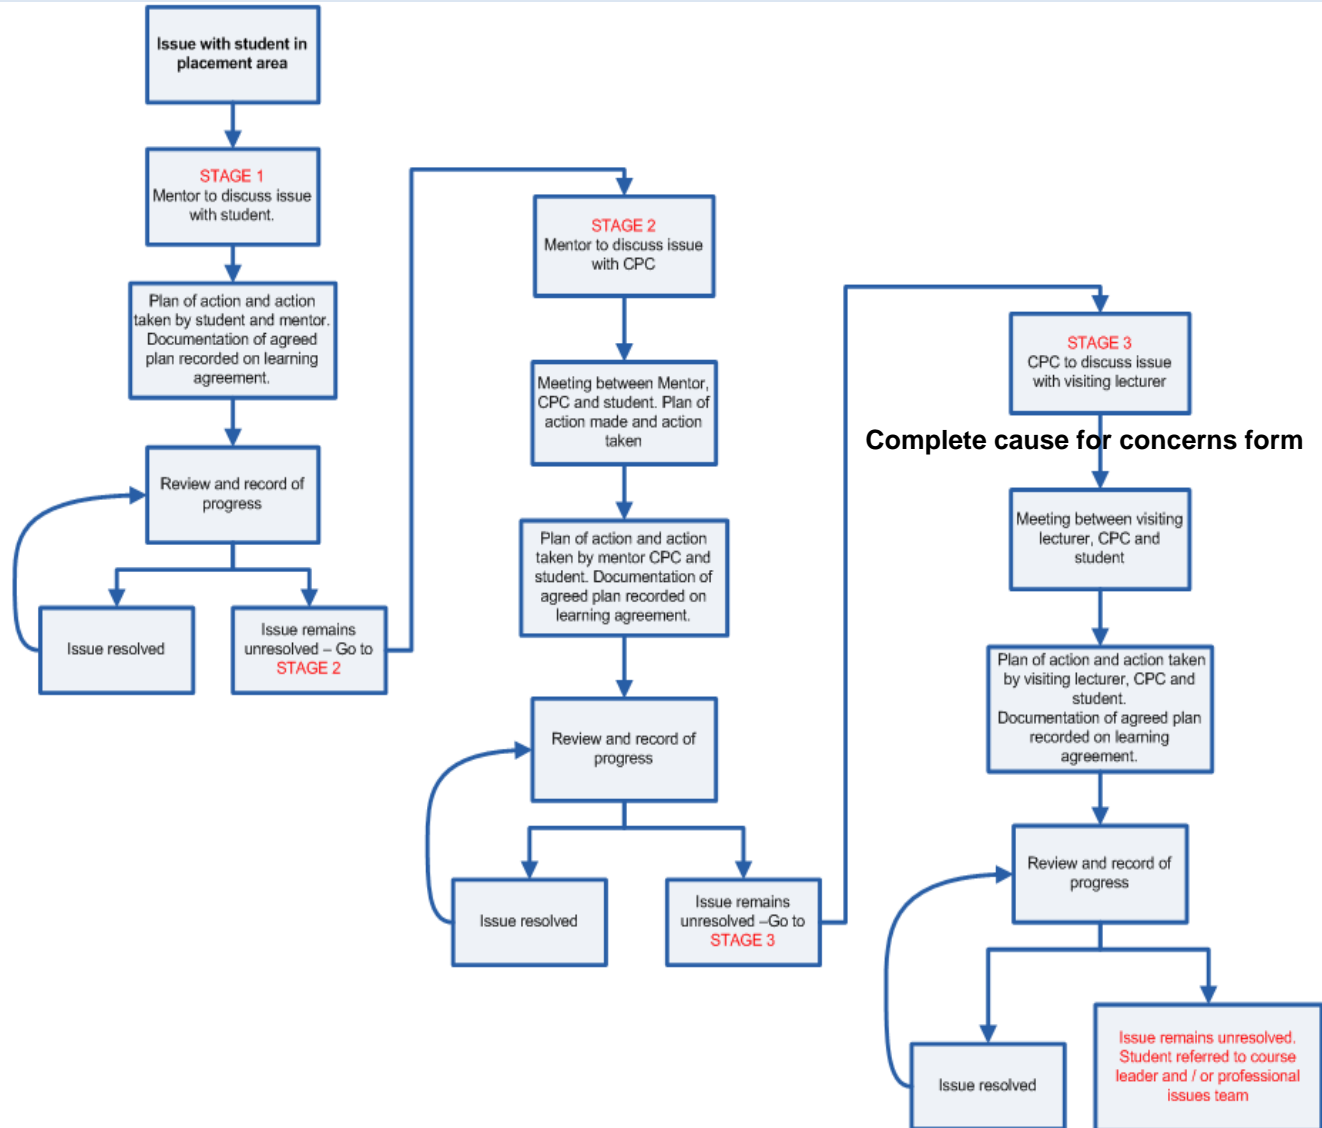 Issue with student in
placement area
STAGE 1
Mentor to discuss issue
with student.
Plan of action and action
taken by student and mentor.
Documentation of agreed
plan recorded on learning
agreement.
Review and record of
progress
Issue resolved
Issue remains
unresolved – Go to
STAGE 2
STAGE 2
Mentor to discuss issue
with CPC
Meeting between Mentor,
CPC and student. Plan of
action made and action
taken
Plan of action and action
taken by mentor CPC and
student. Documentation of
agreed plan recorded on
learning agreement.
Review and record of
progress
Issue resolved
Issue remains
unresolved –Go to
STAGE 3
STAGE 3
CPC to discuss issue
with visiting lecturer
Complete cause for concerns form
Meeting between visiting
lecturer, CPC and
student
Plan of action and action taken
by visiting lecturer, CPC and
student.
Documentation of agreed plan
recorded on learning
agreement.
Review and record of
progress
Issue resolved
Issue remains unresolved.
Student referred to course
leader and / or professional
issues team